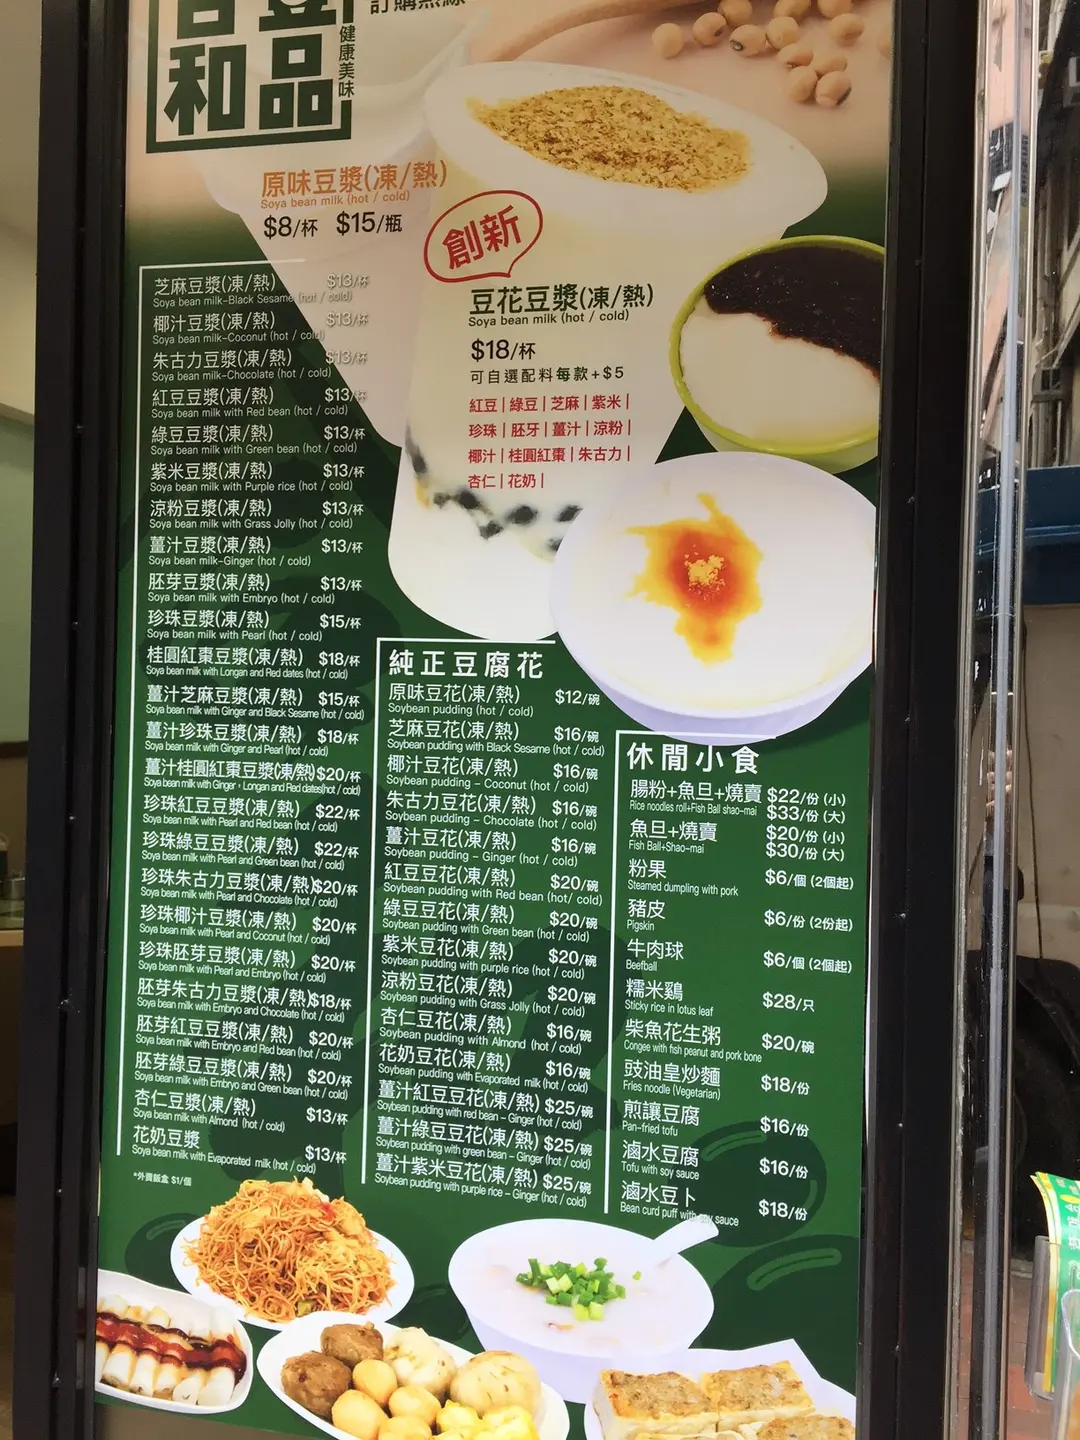 豆
和品
健康美味
訂購熱線
原味豆漿(凍/熱)
Soya bean milk (hot / cold)
$8/杯 $15/瓶
創新
豆花豆漿(凍/熱)
Soya bean milk (hot / cold)
$18/杯
可自選配料每款+$5
紅豆|綠豆|芝麻|紫米|
珍珠|胚牙|薑汁|涼粉|
椰汁|桂圓紅棗|朱古力|
杏仁|花奶|
芝麻豆漿(凍/熱) $13/杯
Soya bean milk-Black Sesame (hot / cold)
椰汁豆漿(凍/熱) $13/杯
Soya bean milk-Coconut (hot / cold)
朱古力豆漿(凍/熱) $13/杯
Soya bean milk-Chocolate (hot / cold)
紅豆豆漿(凍/熱) $13/杯
Soya bean milk with Red bean (hot / cold)
綠豆豆漿(凍/熱) $13/杯
Soya bean milk with Green bean (hot / cold)
紫米豆漿(凍/熱) $13/杯
Soya bean milk with Purple rice (hot / cold)
涼粉豆漿(凍/熱) $13/杯
Soya bean milk with Grass Jolly (hot / cold)
薑汁豆漿(凍/熱) $13/杯
Soya bean milk-Ginger (hot / cold)
胚芽豆漿(凍/熱) $13/杯
Soya bean milk with Embryo (hot / cold)
珍珠豆漿(凍/熱) $15/杯
Soya bean milk with Pearl (hot / cold)
桂圓紅棗豆漿(凍/熱) $18/杯
Soya bean milk with Longan and Red dates (hot / cold)
薑汁芝麻豆漿(凍/熱) $15/杯
Soya bean milk with Ginger and Black Sesame (hot / cold)
薑汁珍珠豆漿(凍/熱) $18/杯
Soya bean milk with Ginger and Pearl (hot / cold)
薑汁桂圓紅棗豆漿(凍/熱) $20/杯
Soya bean milk with Ginger，Longan and Red dates(hot / cold)
珍珠紅豆豆漿(凍/熱) $22/杯
Soya bean milk with Pearl and Red bean (hot / cold)
珍珠綠豆豆漿(凍/熱) $22/杯
Soya bean milk with Pearl and Green bean (hot / cold)
珍珠朱古力豆漿(凍/熱) $20/杯
Soya bean milk with Pearl and Chocolate (hot / cold)
珍珠椰汁豆漿(凍/熱) $20/杯
Soya bean milk with Pearl and Coconut (hot / cold)
珍珠胚芽豆漿(凍/熱) $20/杯
Soya bean milk with Pearl and Embryo (hot / cold)
胚芽朱古力豆漿(凍/熱) $18/杯
Soya bean milk with Embryo and Chocolate (hot / cold)
胚芽紅豆豆漿(凍/熱) $20/杯
Soya bean milk with Embryo and Red bean (hot / cold)
胚芽綠豆豆漿(凍/熱) $20/杯
Soya bean milk with Embryo and Green bean (hot / cold)
杏仁豆漿(凍/熱) $13/杯
Soya bean milk with Almond (hot / cold)
花奶豆漿 $13/杯
Soya bean milk with Evaporated milk (hot / cold)
*外賣飯盒 $1/個
純正豆腐花
原味豆花(凍/熱) $12/碗
Soybean pudding (hot / cold)
芝麻豆花(凍/熱) $16/碗
Soybean pudding with Black Sesame (hot / cold)
椰汁豆花(凍/熱) $16/碗
Soybean pudding - Coconut (hot / cold)
朱古力豆花(凍/熱) $16/碗
Soybean pudding - Chocolate (hot / cold)
薑汁豆花(凍/熱) $16/碗
Soybean pudding - Ginger (hot / cold)
紅豆豆花(凍/熱) $20/碗
Soybean pudding with Red bean (hot/ cold)
綠豆豆花(凍/熱) $20/碗
Soybean pudding with Green bean (hot / cold)
紫米豆花(凍/熱) $20/碗
Soybean pudding with purple rice (hot / cold)
涼粉豆花(凍/熱) $20/碗
Soybean pudding with Grass Jolly (hot / cold)
杏仁豆花(凍/熱) $16/碗
Soybean pudding with Almond (hot / cold)
花奶豆花(凍/熱) $16/碗
Soybean pudding with Evaporated milk (hot / cold)
薑汁紅豆豆花(凍/熱) $25/碗
Soybean pudding with red bean - Ginger (hot / cold)
薑汁綠豆豆花(凍/熱) $25/碗
Soybean pudding with green bean - Ginger (hot / cold)
薑汁紫米豆花(凍/熱) $25/碗
Soybean pudding with purple rice - Ginger (hot / cold)
休閒小食
腸粉+魚旦+燒賣 $22/份 (小)
Rice noodles roll+Fish Ball shao-mai $33/份 (大)
魚旦+燒賣 $20/份 (小)
Fish Ball+Shao-mai $30/份 (大)
粉果 $6/個 (2個起)
Steamed dumpling with pork
豬皮 $6/份 (2份起)
Pigskin
牛肉球 $6/個 (2個起)
Beefball
糯米鷄 $28/只
Sticky rice in lotus leaf
柴魚花生粥 $20/碗
Congee with fish peanut and pork bone
豉油皇炒麵 $18/份
Fries noodle (Vegetarian)
煎讓豆腐 $16/份
Pan-fried tofu
滷水豆腐 $16/份
Tofu with soy sauce
滷水豆卜 $18/份
Bean curd puff with soy sauce